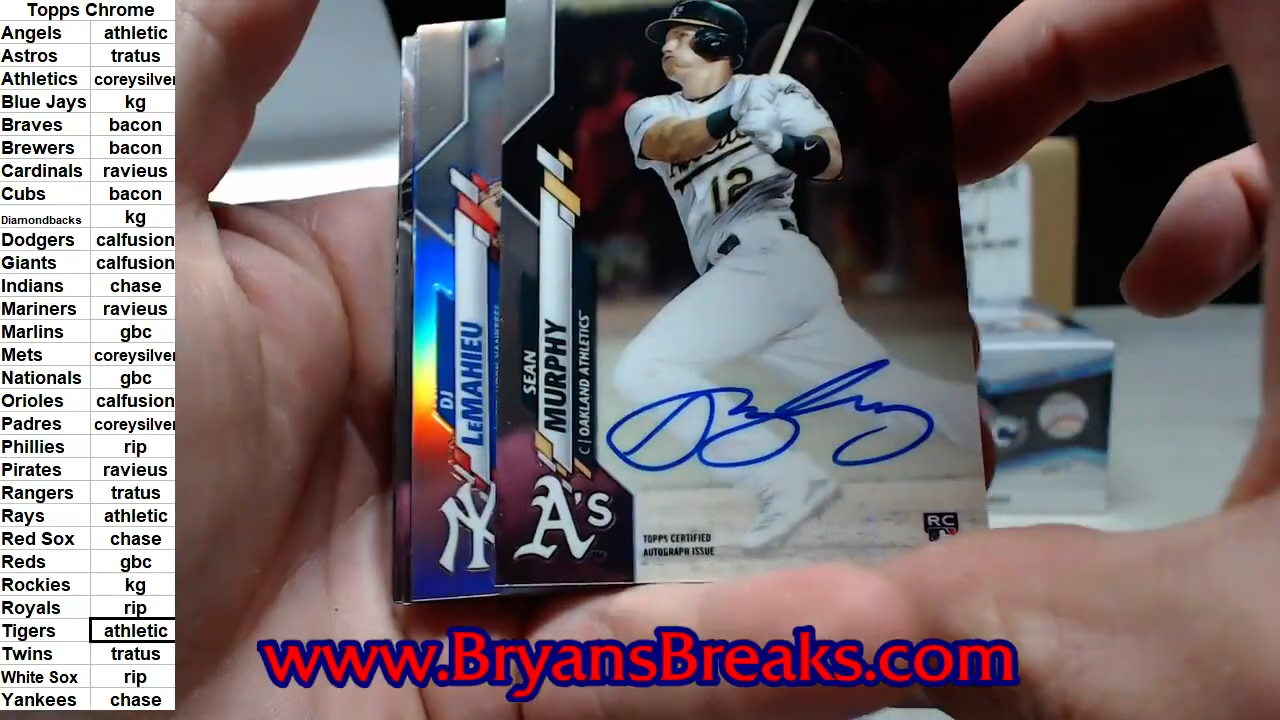 Topps Chrome
Angels athletic
Astros tratus
Athletics coreysilver
Blue Jays kg
Braves bacon
Brewers bacon
Cardinals ravieus
Cubs bacon
Diamondbacks kg
Dodgers calfusion
Giants calfusion
Indians chase
Mariners ravieus
Marlins gbc
Mets coreysilver
Nationals gbc
Orioles calfusion
Padres coreysilver
Phillies rip
Pirates ravieus
Rangers tratus
Rays athletic
Red Sox chase
Reds gbc
Rockies kg
Royals rip
Tigers athletic
Twins tratus
White Sox rip
Yankees chase
DJ
LeMAHIEU
NY
SEAN
MURPHY
C | OAKLAND ATHLETICS™
A's
12
TOPPS CERTIFIED
AUTOGRAPH ISSUE
RC
www.BryansBreaks.com